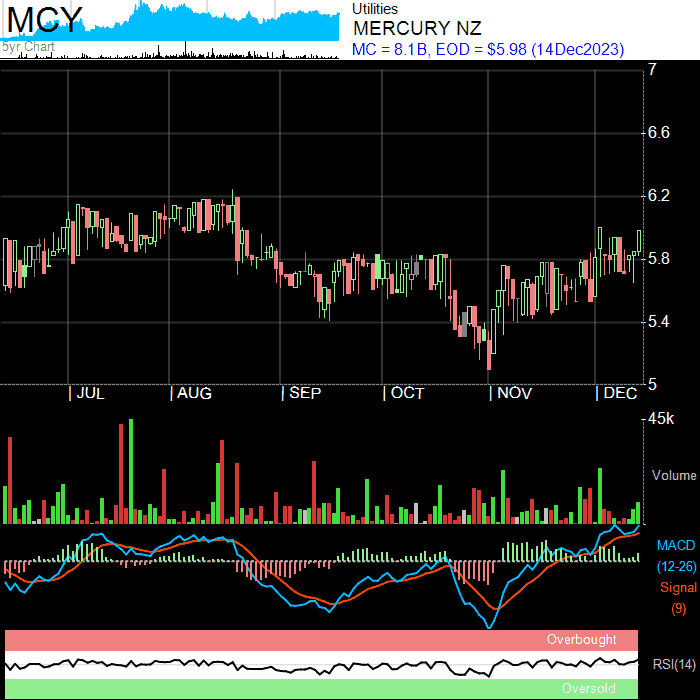 MCY
5yr Chart
Utilities
MERCURY NZ
MC = 8.1B, EOD = $5.98 (14Dec2023)
7
6.6
6.2
5.8
5.4
5
JUL AUG SEP OCT NOV DEC
45k
Volume
MACD
(12-26)
Signal
(9)
Overbought
RSI(14)
Oversold